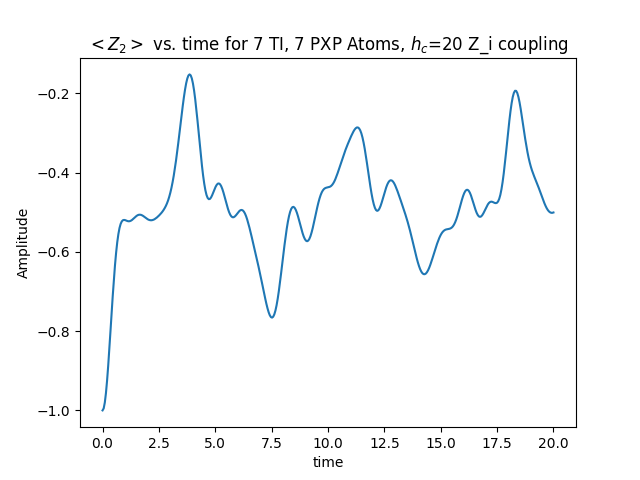 < Z₂ > vs. time for 7 TI, 7 PXP Atoms, h_c=20 Z_i coupling
Amplitude
−0.2
−0.4
−0.6
−0.8
−1.0
0.0 2.5 5.0 7.5 10.0 12.5 15.0 17.5 20.0
time